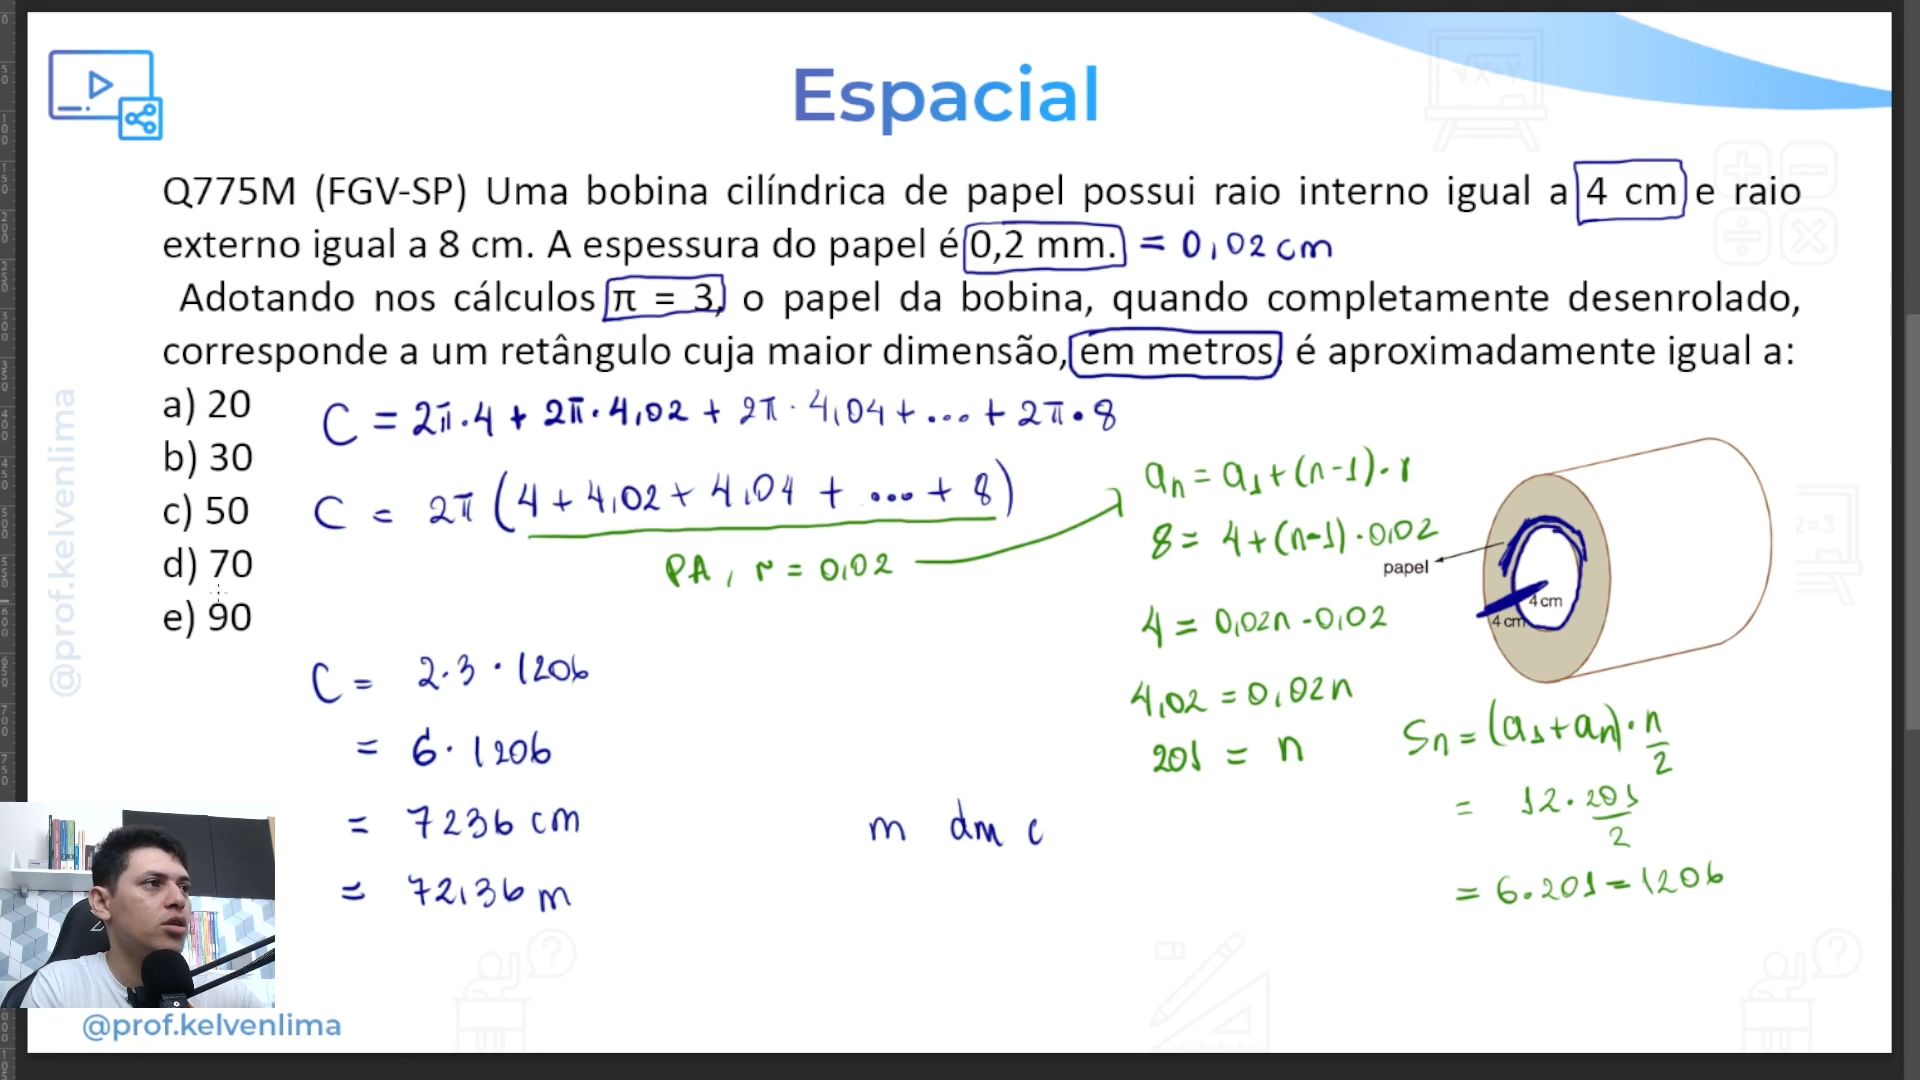 Espacial
Q775M (FGV-SP) Uma bobina cilíndrica de papel possui raio interno igual a 4 cm e raio
externo igual a 8 cm. A espessura do papel é 0,2 mm. = 0,02 cm
Adotando nos cálculos π = 3, o papel da bobina, quando completamente desenrolado,
corresponde a um retângulo cuja maior dimensão, em metros, é aproximadamente igual a:
a) 20
b) 30
c) 50
d) 70
e) 90
C = 2π.4 + 2π.4,02 + 2π.4,04 + ... + 2π.8
C = 2π (4 + 4,02 + 4,04 + ... + 8)
PA, r = 0,02
C = 2.3 . 1206
= 6. 1206
= 7236 cm
= 72,36 m
m dm c
an = a1 + (n-1).r
8 = 4 + (n-1).0,02
4 = 0,02n - 0,02
4,02 = 0,02n
201 = n
papel
4 cm
4 cm
Sn = (a1 + an) . n/2
= 12 . 201/2
= 6.201 = 1206
@prof.kelvenlima
@prof.kelvenlima